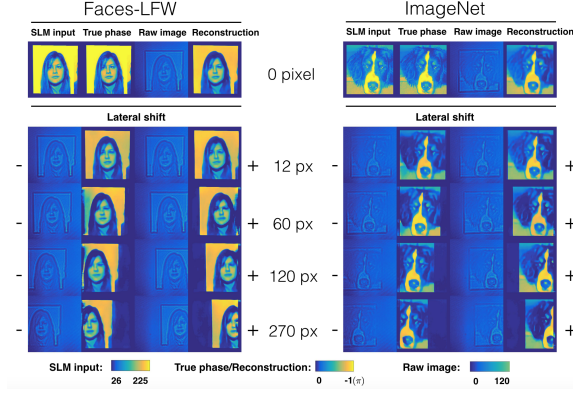 Faces-LFW
ImageNet
SLM input True phase Raw image Reconstruction
SLM input True phase Raw image Reconstruction
0 pixel
Lateral shift
Lateral shift
- + 12 px - +
- + 60 px - +
- + 120 px - +
- + 270 px - +
SLM input: True phase/Reconstruction: Raw image:
26 225 0 -1(π) 0 120